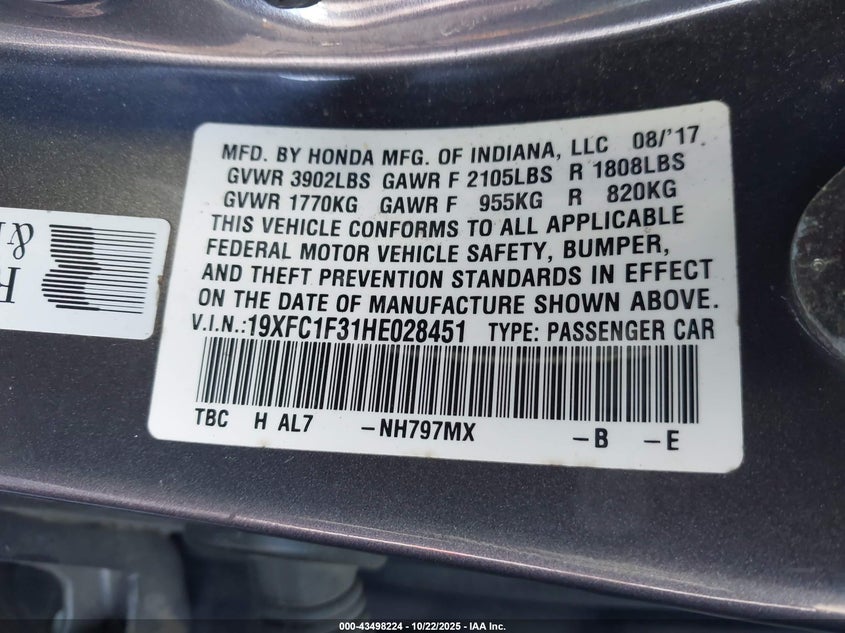 MFD. BY HONDA MFG. OF INDIANA, LLC 08/'17
GVWR 3902LBS GAWR F 2105LBS R 1808LBS
GVWR 1770KG GAWR F 955KG R 820KG
THIS VEHICLE CONFORMS TO ALL APPLICABLE
FEDERAL MOTOR VEHICLE SAFETY, BUMPER,
AND THEFT PREVENTION STANDARDS IN EFFECT
ON THE DATE OF MANUFACTURE SHOWN ABOVE.
V.I.N.:19XFC1F31HE028451 TYPE: PASSENGER CAR
TBC H AL7 -NH797MX -B -E
000-43498224 - 10/22/2025 - IAA Inc.